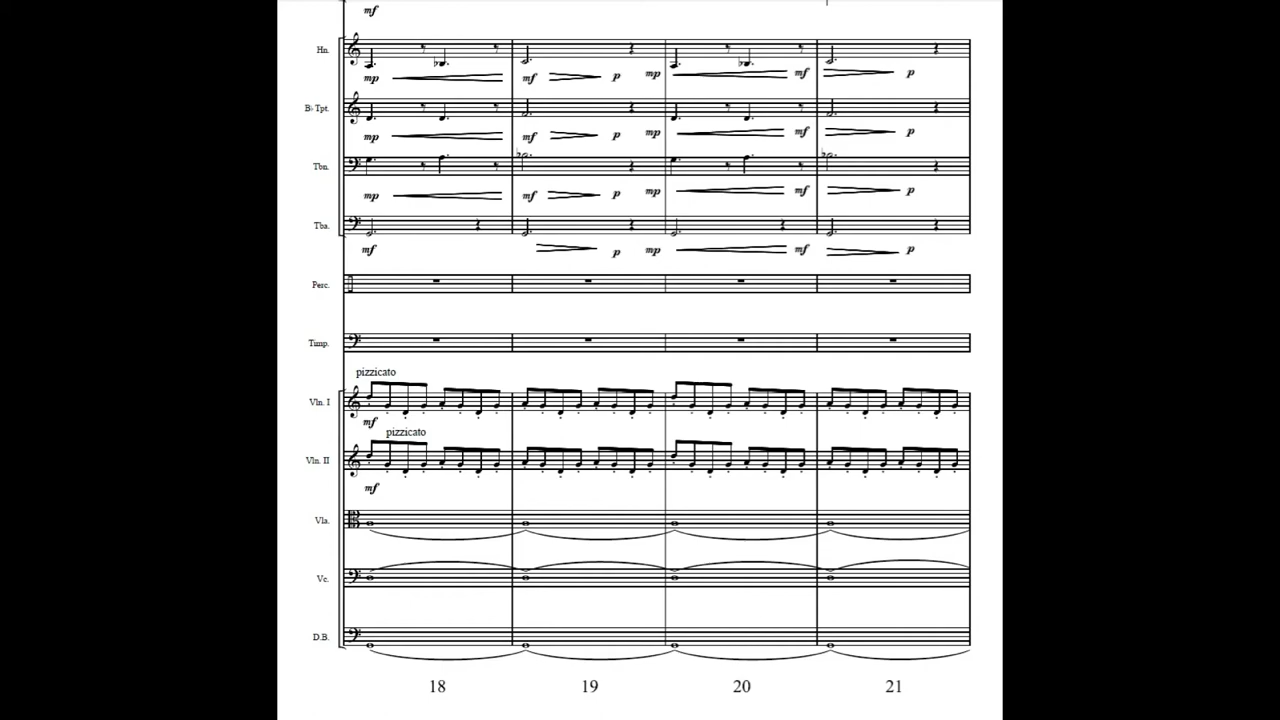 mf
Hn.
mp mf p mp mf p
B♭ Tpt.
mp mf p mp mf p
Tbn.
mp mf p mp mf p
Tba.
mf p mp mf p
Perc.
Timp.
pizzicato
Vln. I
mf
pizzicato
Vln. II
mf
Vla.
Vc.
D.B.
18 19 20 21